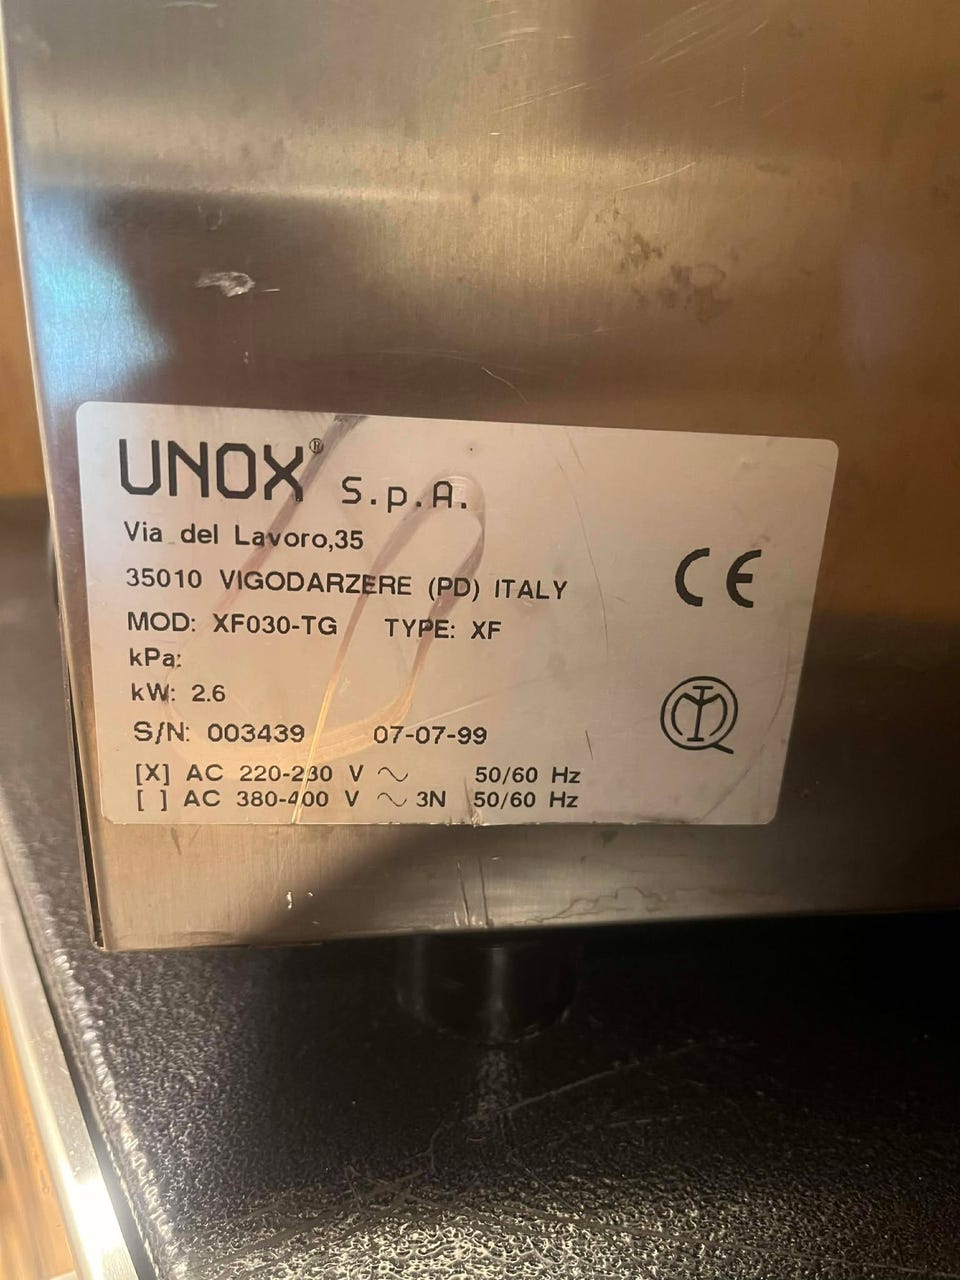 UNOX® S.p.A.
Via del Lavoro,35
35010 VIGODARZERE (PD) ITALY
CE
MOD: XF030-TG TYPE: XF
kPa:
kW: 2.6
S/N: 003439 07-07-99
[X] AC 220-230 V ~ 50/60 Hz
[ ] AC 380-400 V ~ 3N 50/60 Hz